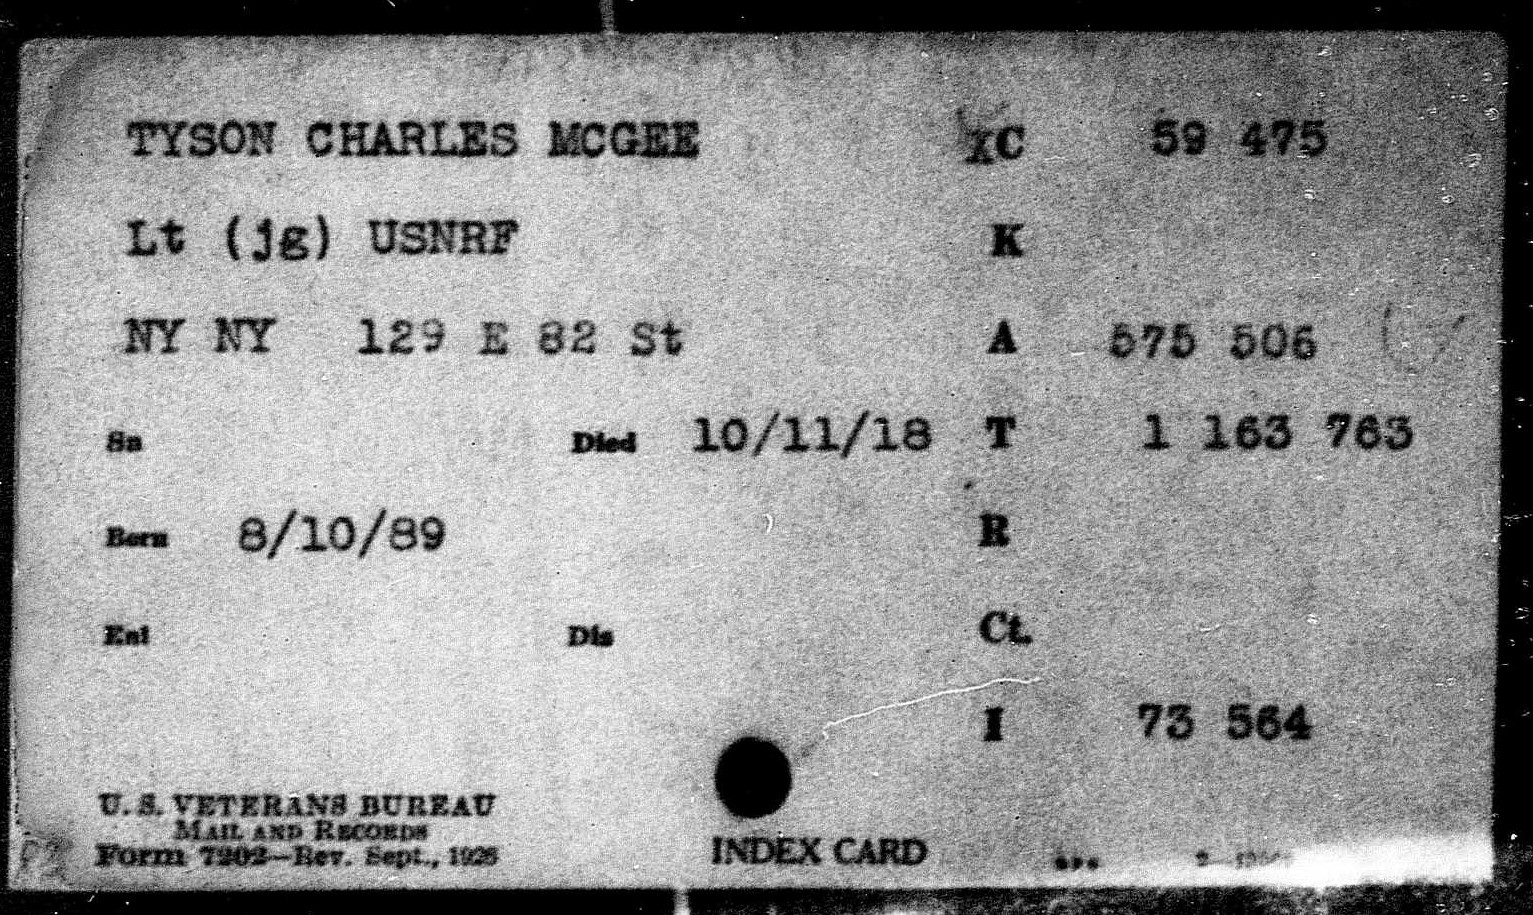 TYSON CHARLES MCGEE XC 59 475
Lt (jg) USNRF K
NY NY 129 E 82 St A 575 506
Sn Died 10/11/18 T 1 163 763
Born 8/10/89 R
Enl Dis Ct.
I 73 564
U. S. VETERANS BUREAU
MAIL AND RECORDS
Form 7202—Rev. Sept., 1926
INDEX CARD